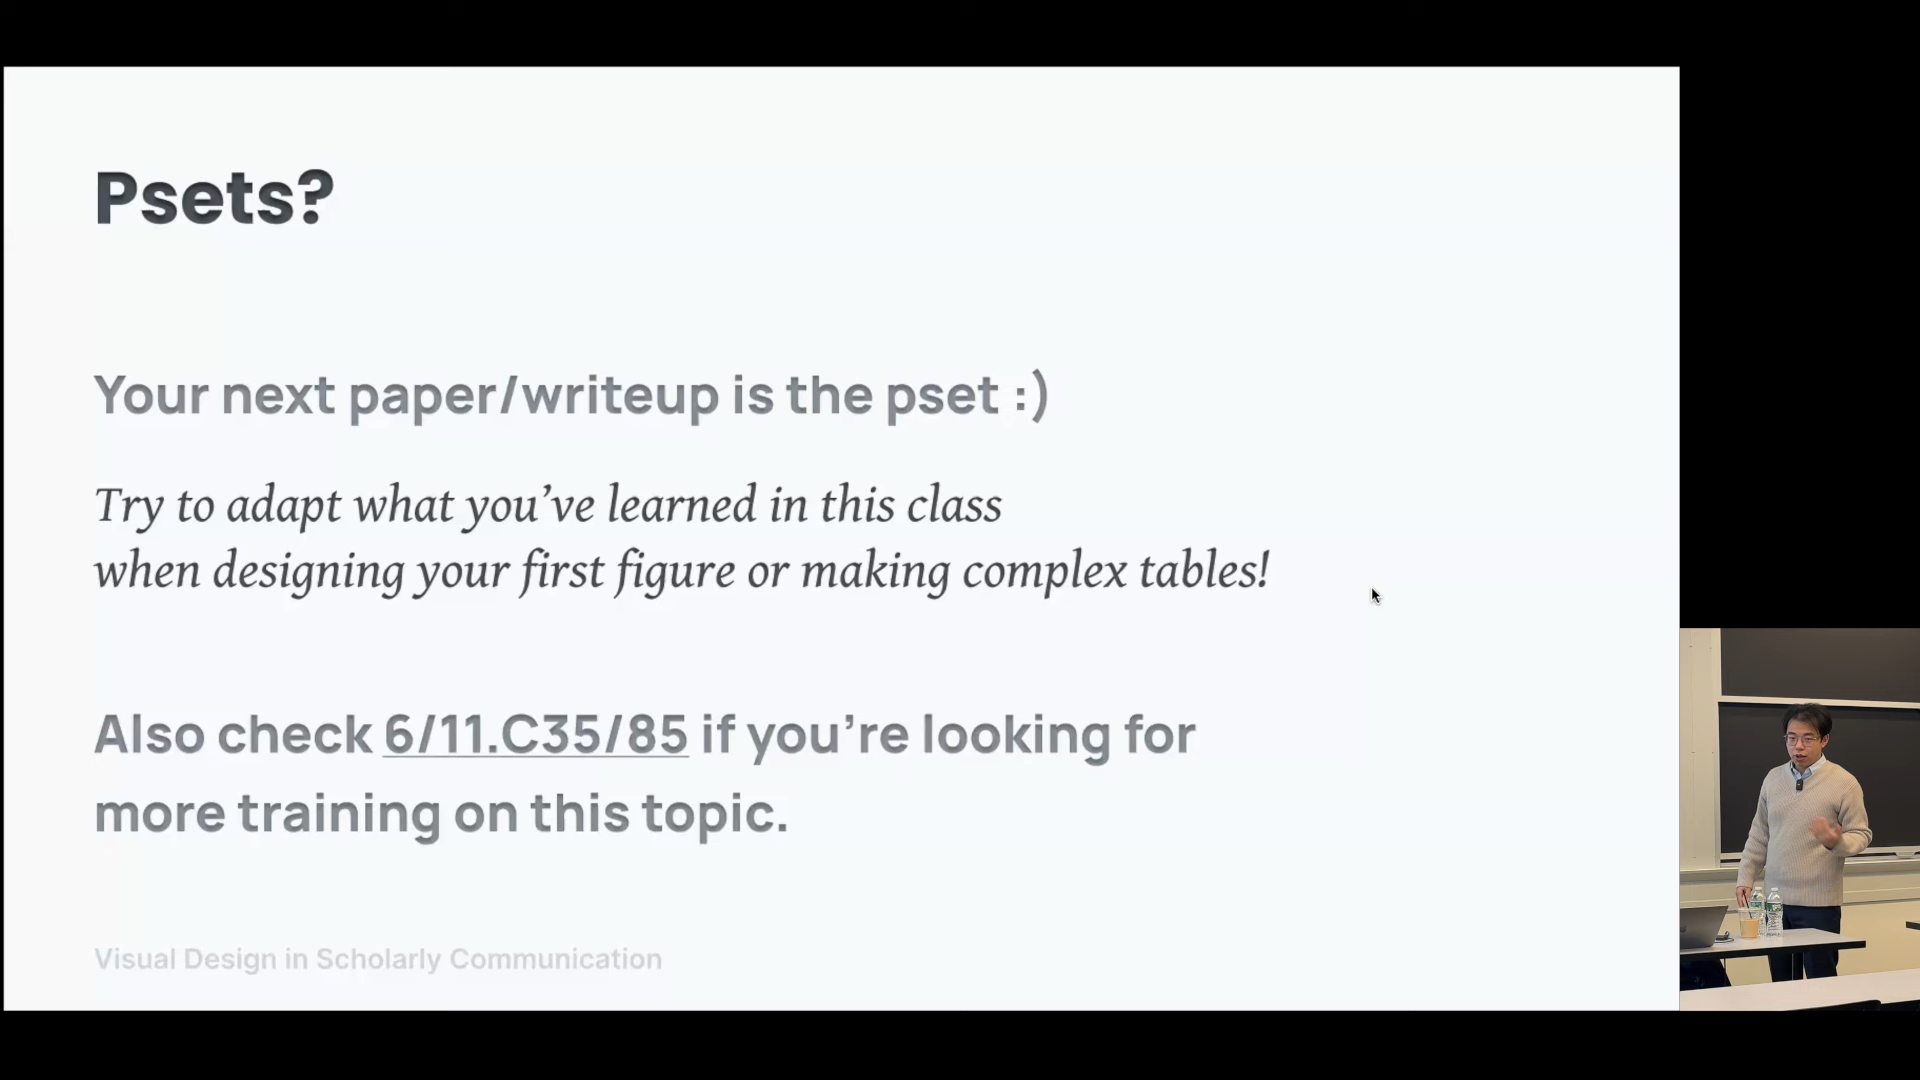 Psets?
Your next paper/writeup is the pset :)
Try to adapt what you’ve learned in this class
when designing your first figure or making complex tables!
Also check 6/11.C35/85 if you’re looking for
more training on this topic.
Visual Design in Scholarly Communication